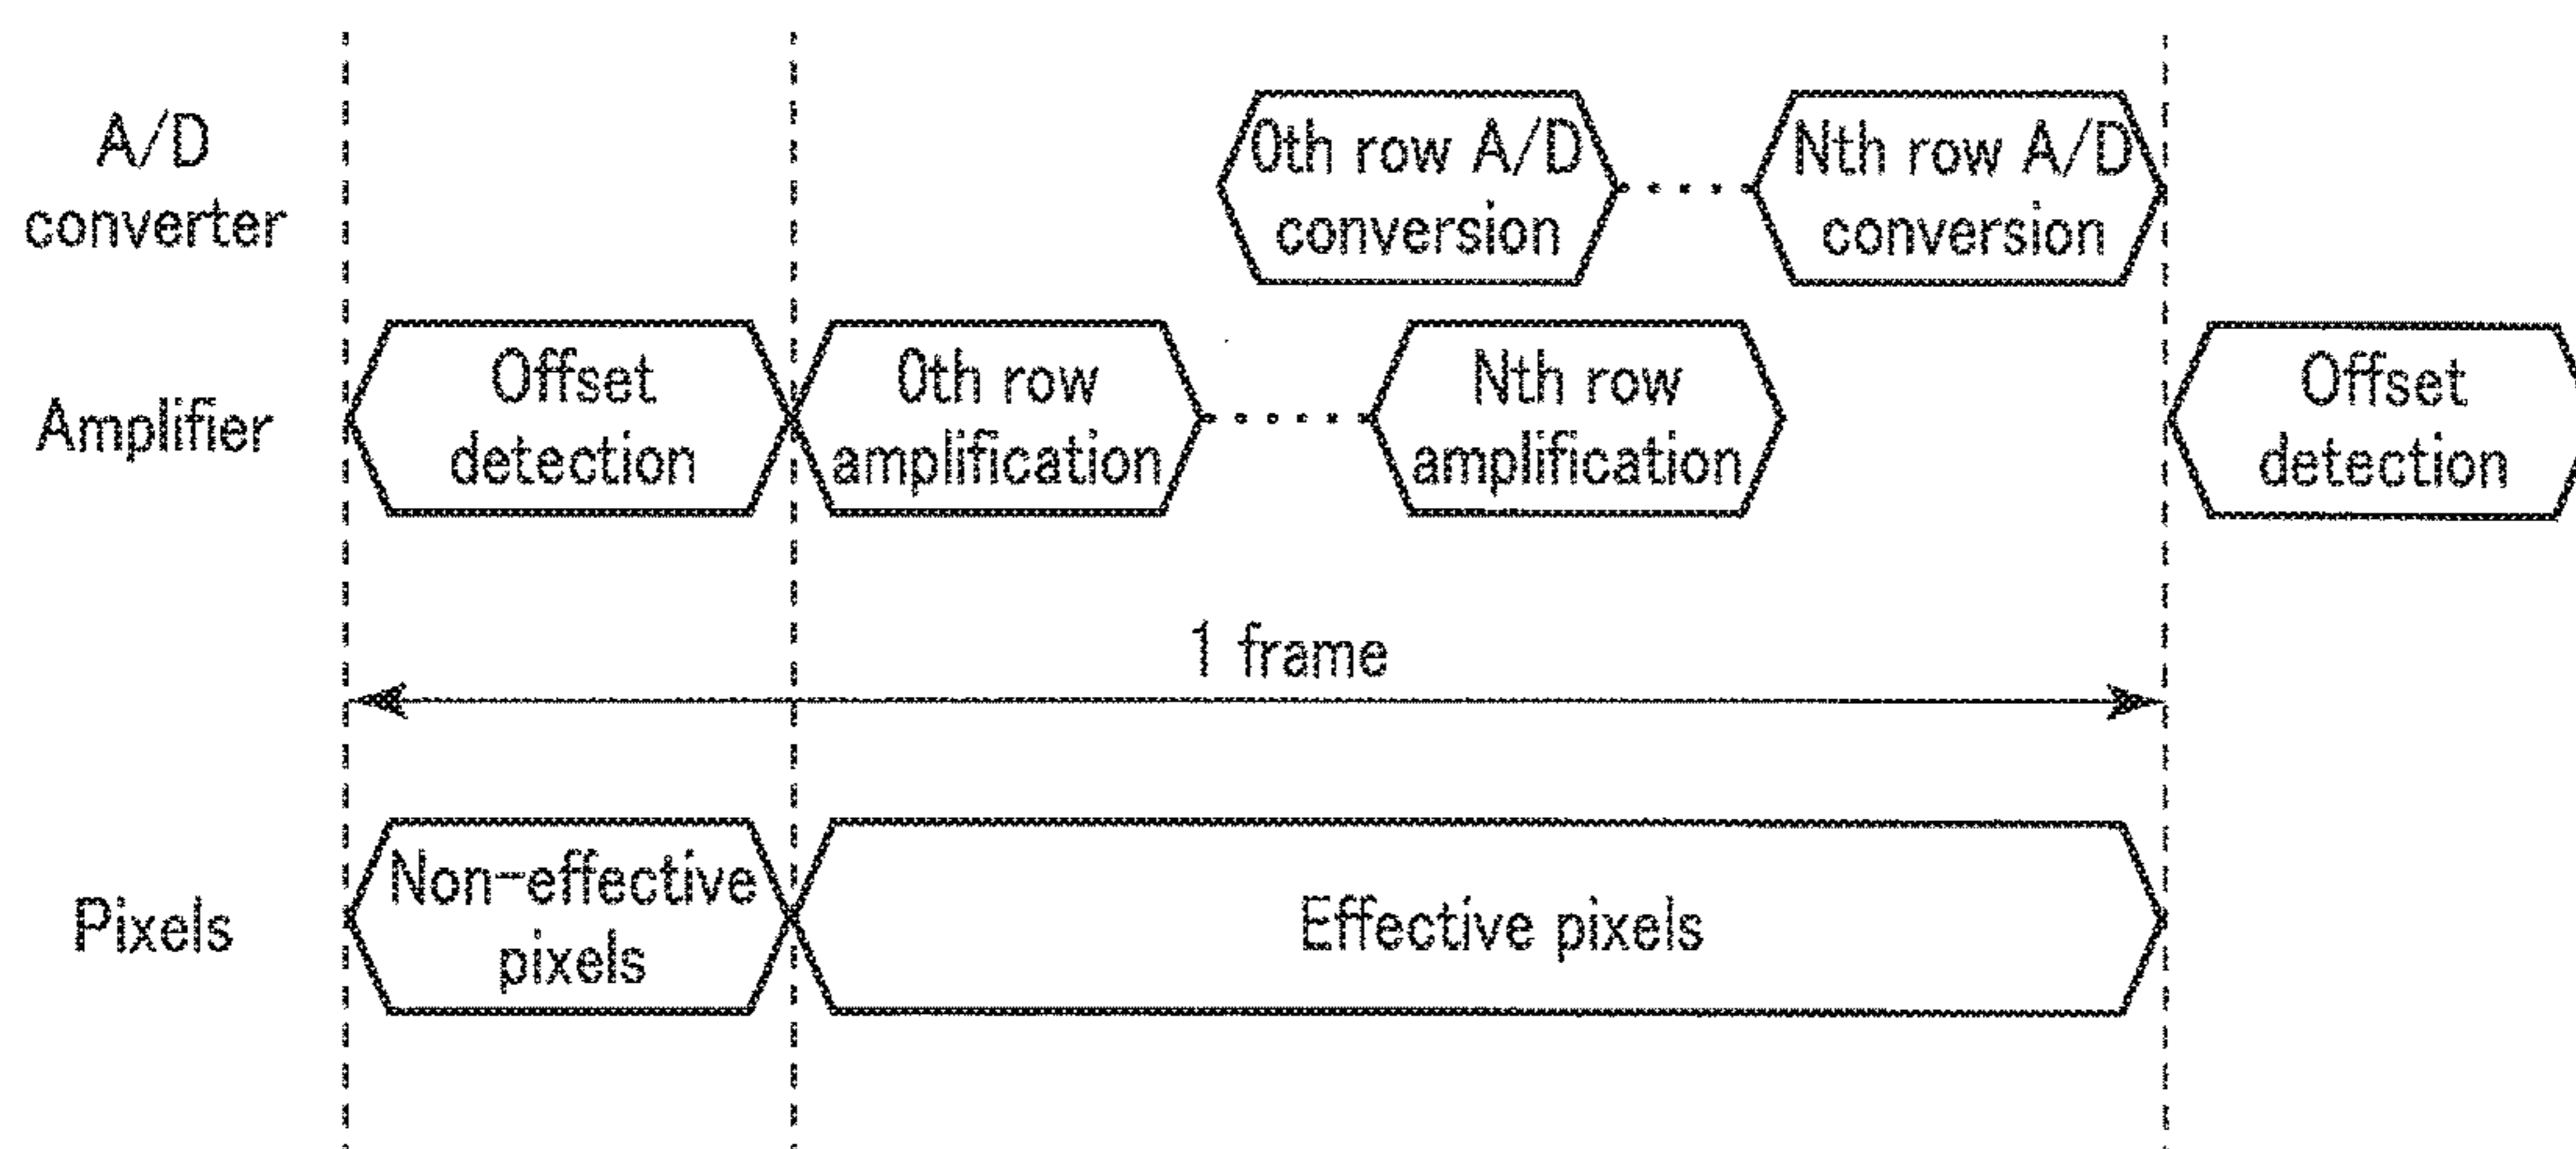 A/D
converter
0th row A/D
conversion
Nth row A/D
conversion
Amplifier
Offset
detection
0th row
amplification
Nth row
amplification
Offset
detection
1 frame
Pixels
Non-effective
pixels
Effective pixels